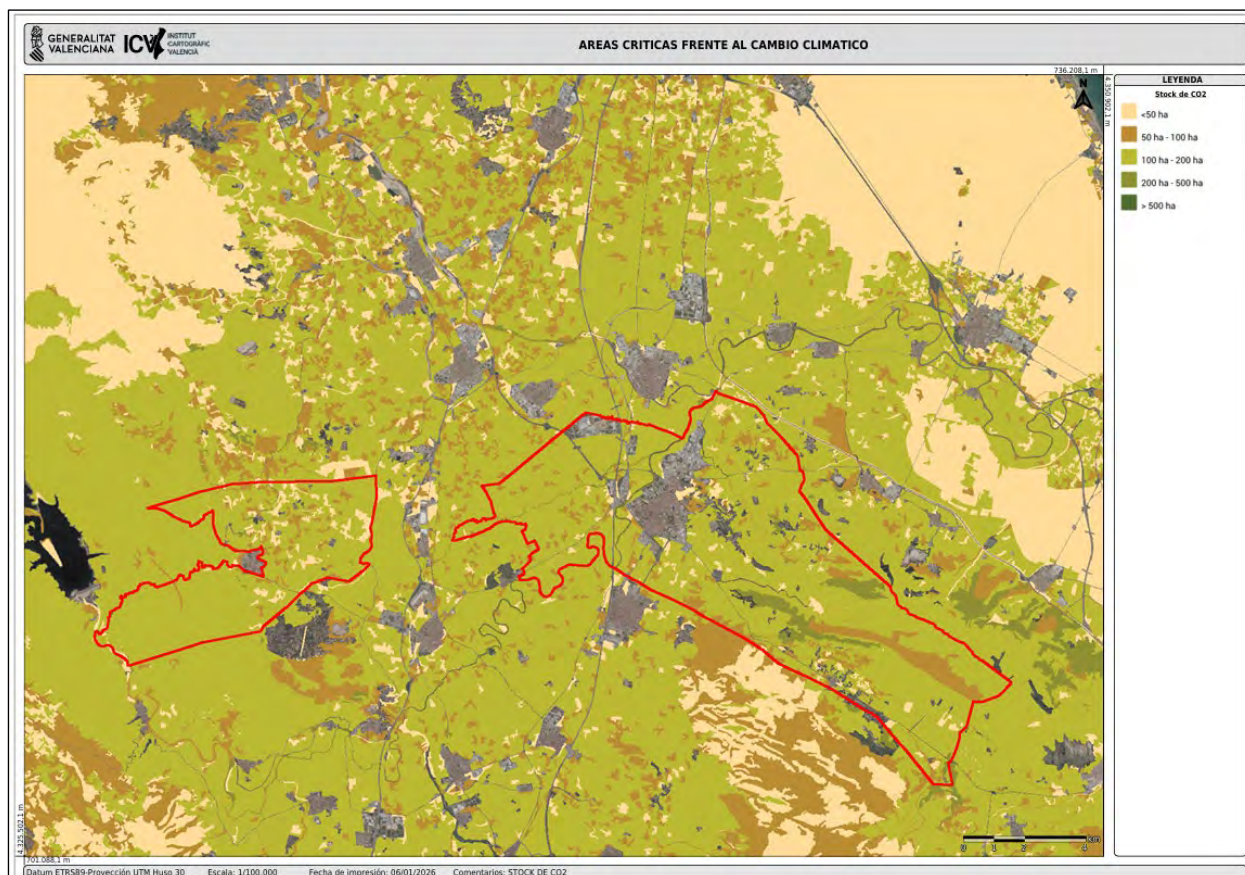 GENERALITAT
VALENCIANA
ICV
INSTITUT
CARTOGRÀFIC
VALENCIÀ
AREAS CRITICAS FRENTE AL CAMBIO CLIMATICO
736.208,1 m
4.350.902,1 m
N
LEYENDA
Stock de CO2
<50 ha
50 ha - 100 ha
100 ha - 200 ha
200 ha - 500 ha
> 500 ha
4.325.502,1 m
701.088,1 m
0 1 2 4 km
Datum ETRS89-Proyección UTM Huso 30 Escala: 1/100.000 Fecha de impresión: 06/01/2026 Comentarios: STOCK DE CO2